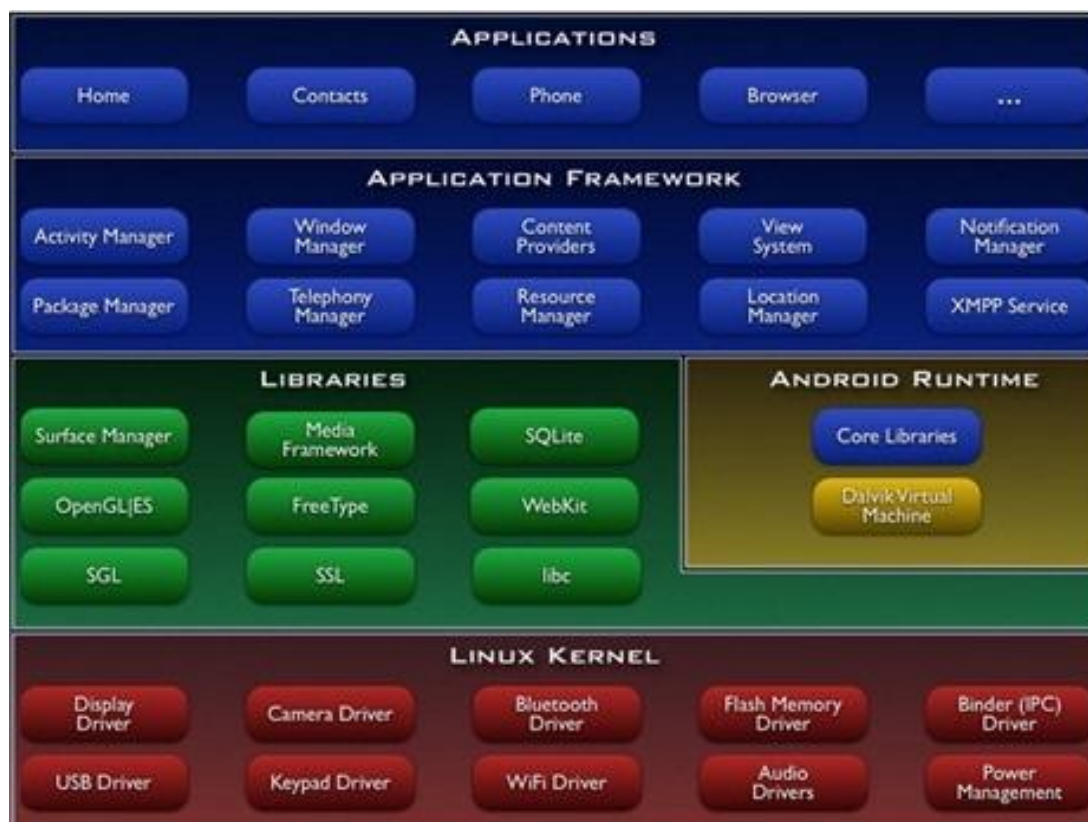 APPLICATIONS
Home
Contacts
Phone
Browser
...
APPLICATION FRAMEWORK
Activity Manager
Window
Manager
Content
Providers
View
System
Notification
Manager
Package Manager
Telephony
Manager
Resource
Manager
Location
Manager
XMPP Service
LIBRARIES
Surface Manager
Media
Framework
SQLite
OpenGL|ES
FreeType
WebKit
SGL
SSL
libc
ANDROID RUNTIME
Core Libraries
Dalvik Virtual
Machine
LINUX KERNEL
Display
Driver
Camera Driver
Bluetooth
Driver
Flash Memory
Driver
Binder (IPC)
Driver
USB Driver
Keypad Driver
WiFi Driver
Audio
Drivers
Power
Management